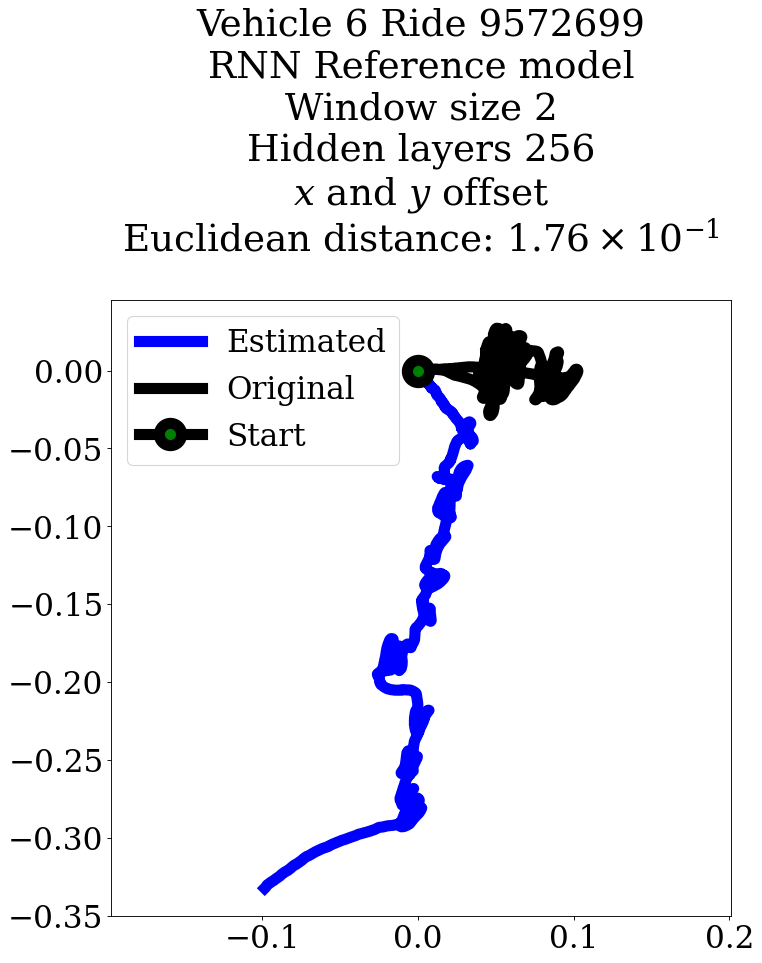 Vehicle 6 Ride 9572699
RNN Reference model
Window size 2
Hidden layers 256
x and y offset
Euclidean distance: 1.76 × 10⁻¹
Estimated
Original
Start
0.00
−0.05
−0.10
−0.15
−0.20
−0.25
−0.30
−0.35
−0.1 0.0 0.1 0.2